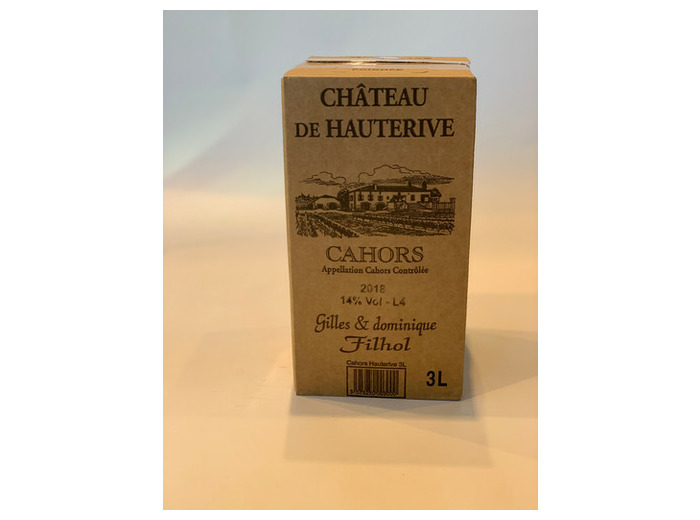 CHÂTEAU
DE HAUTERIVE
CAHORS
Appellation Cahors Contrôlée
2018
14% Vol - L4
Gilles & dominique
Filhol
Cahors Hauterive 3L
3L